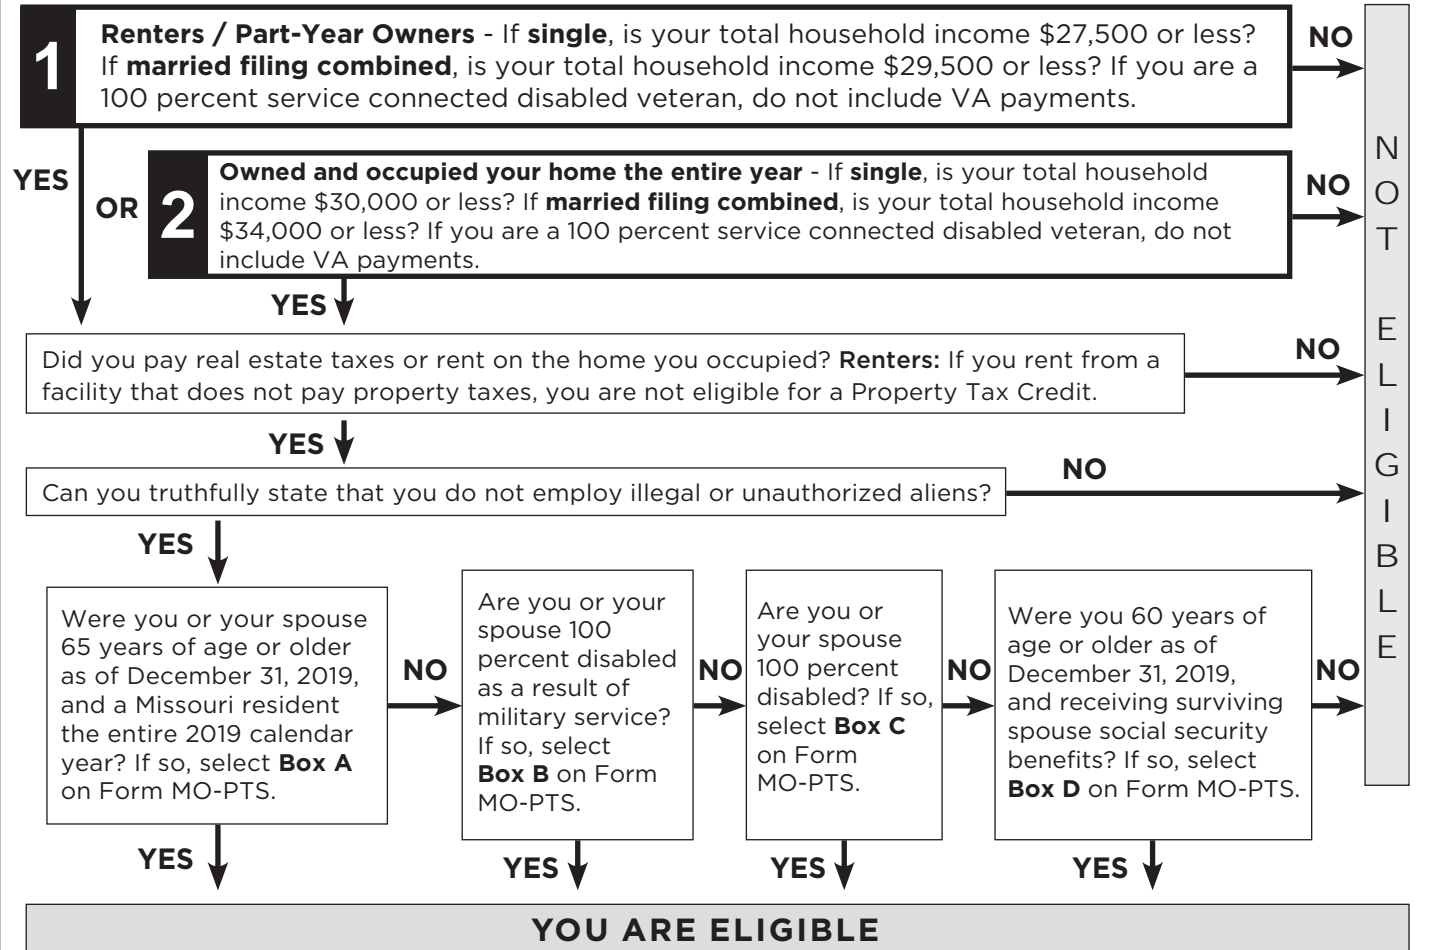 1
Renters / Part-Year Owners - If single, is your total household income $27,500 or less?
If married filing combined, is your total household income $29,500 or less? If you are a
100 percent service connected disabled veteran, do not include VA payments.
NO
YES
OR
2
Owned and occupied your home the entire year - If single, is your total household
income $30,000 or less? If married filing combined, is your total household income
$34,000 or less? If you are a 100 percent service connected disabled veteran, do not
include VA payments.
NO
YES
Did you pay real estate taxes or rent on the home you occupied? Renters: If you rent from a
facility that does not pay property taxes, you are not eligible for a Property Tax Credit.
NO
YES
Can you truthfully state that you do not employ illegal or unauthorized aliens?
NO
YES
Were you or your spouse
65 years of age or older
as of December 31, 2019,
and a Missouri resident
the entire 2019 calendar
year? If so, select Box A
on Form MO-PTS.
NO
YES
Are you or your
spouse 100
percent disabled
as a result of
military service?
If so, select
Box B on Form
MO-PTS.
NO
YES
Are you or
your spouse
100 percent
disabled? If so,
select Box C
on Form
MO-PTS.
NO
YES
Were you 60 years of
age or older as of
December 31, 2019,
and receiving surviving
spouse social security
benefits? If so, select
Box D on Form MO-PTS.
NO
YES
NOT ELIGIBLE
YOU ARE ELIGIBLE